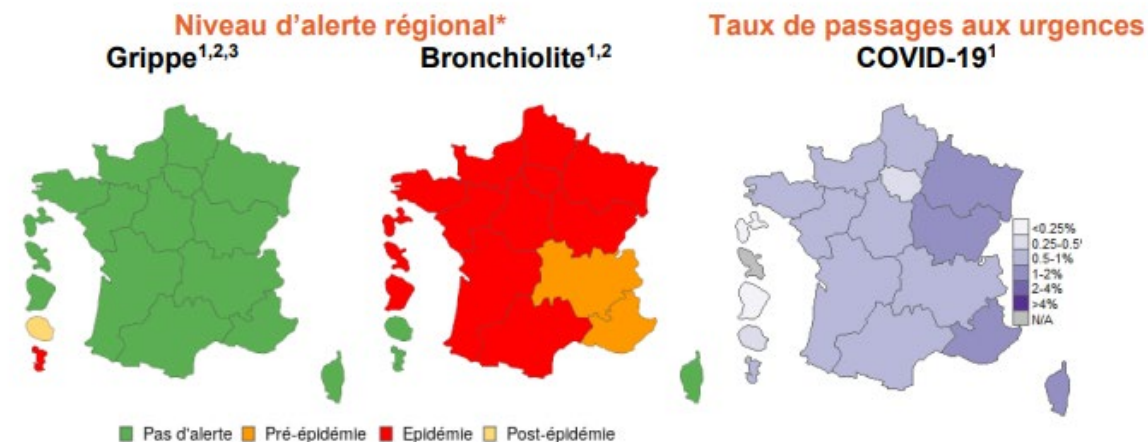 Niveau d'alerte régional*
Taux de passages aux urgences
Grippe1,2,3
Bronchiolite1,2
COVID-191
<0.25%
0.25-0.5'
0.5-1%
1-2%
2-4%
>4%
N/A
Pas d'alerte
Pré-épidémie
Epidémie
Post-épidémie